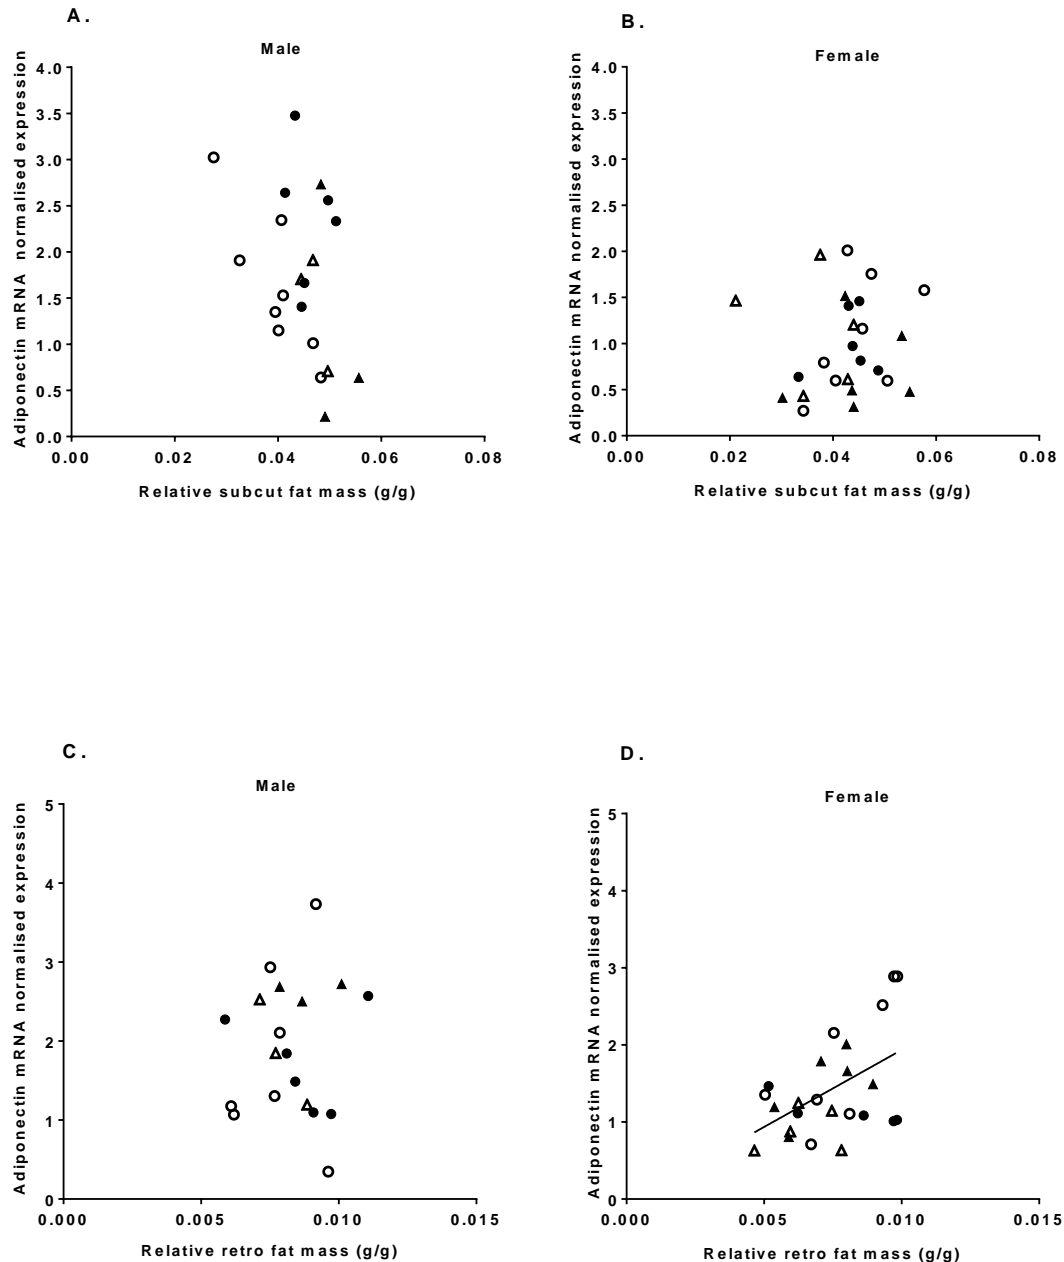 A.
Male
Adiponectin mRNA normalised expression
4.0
3.5
3.0
2.5
2.0
1.5
1.0
0.5
0.0
0.00 0.02 0.04 0.06 0.08
Relative subcut fat mass (g/g)
B.
Female
Adiponectin mRNA normalised expression
4.0
3.5
3.0
2.5
2.0
1.5
1.0
0.5
0.0
0.00 0.02 0.04 0.06 0.08
Relative subcut fat mass (g/g)
C.
Male
Adiponectin mRNA normalised expression
5
4
3
2
1
0
0.000 0.005 0.010 0.015
Relative retro fat mass (g/g)
D.
Female
Adiponectin mRNA normalised expression
5
4
3
2
1
0
0.000 0.005 0.010 0.015
Relative retro fat mass (g/g)